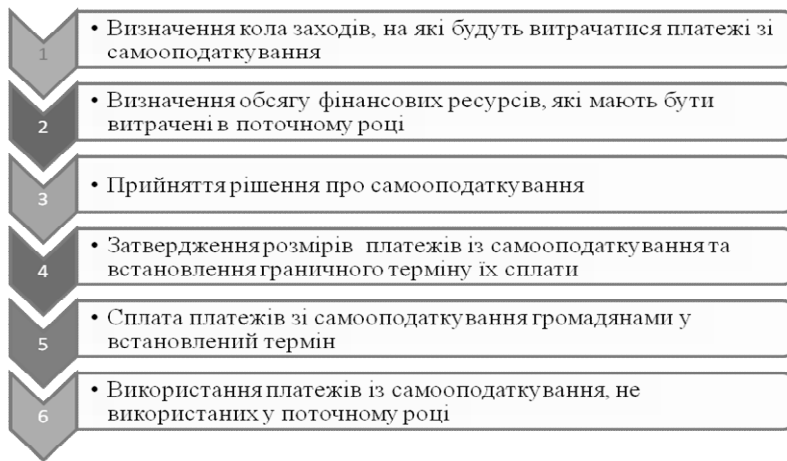 1
• Визначення кола заходів, на які будуть витрачатися платежі зі
самооподаткування
2
• Визначення обсягу фінансових ресурсів, які мають бути
витрачені в поточному році
3
• Прийняття рішення про самооподаткування
4
• Затвердження розмірів платежів із самооподаткування та
встановлення граничного терміну їх сплати
5
• Сплата платежів зі самооподаткування громадянами у
встановлений термін
6
• Використання платежів із самооподаткування, не
використаних у поточному році